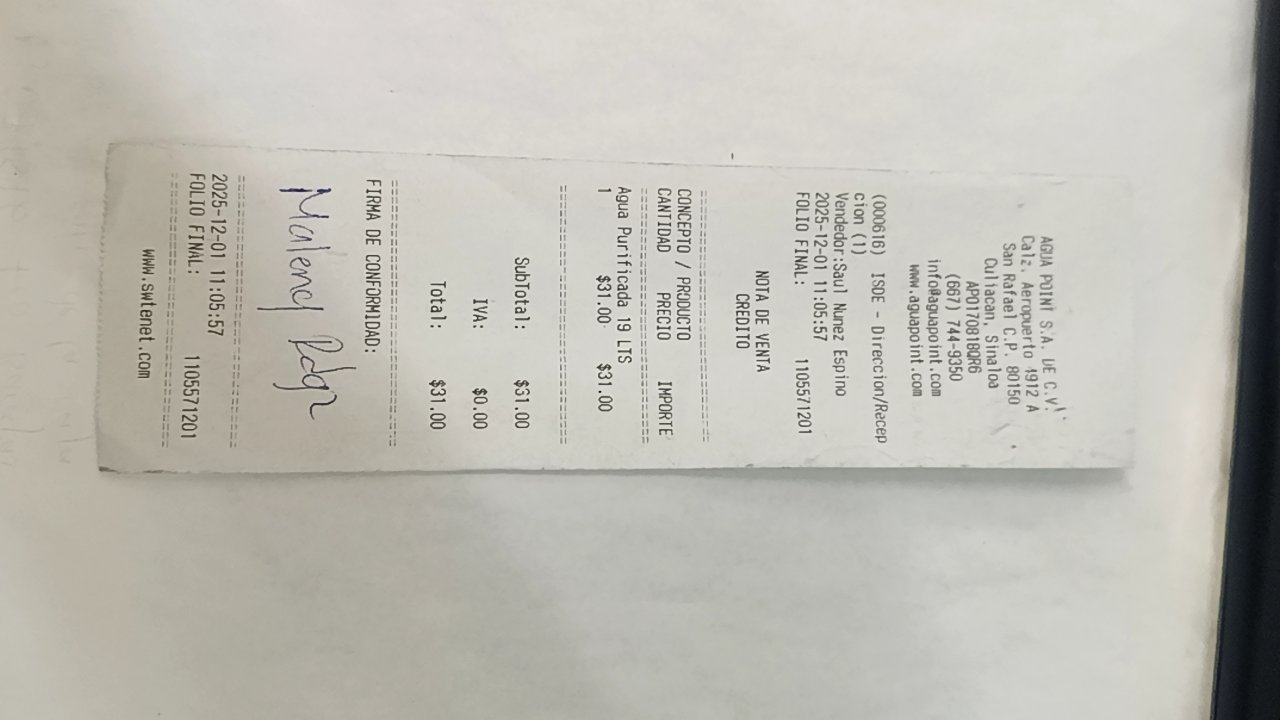 AGUA POINT S.A. DE C.V.
Calz. Aeropuerto 4912 A
San Rafael C.P. 80150
Culiacan, Sinaloa
APO170818QR6
(667) 744-9350
info@aguapoint.com
www.aguapoint.com
(000616) ISDE - Direccion/Recep
cion (1)
Vendedor:Saul Nunez Espino
2025-12-01 11:05:57
FOLIO FINAL: 1105571201
NOTA DE VENTA
CREDITO
CONCEPTO / PRODUCTO
CANTIDAD PRECIO IMPORTE
Agua Purificada 19 LTS
1 $31.00 $31.00
SubTotal: $31.00
IVA: $0.00
Total: $31.00
FIRMA DE CONFORMIDAD:
Maleny Rdgz
2025-12-01 11:05:57
FOLIO FINAL: 1105571201
www.swtenet.com